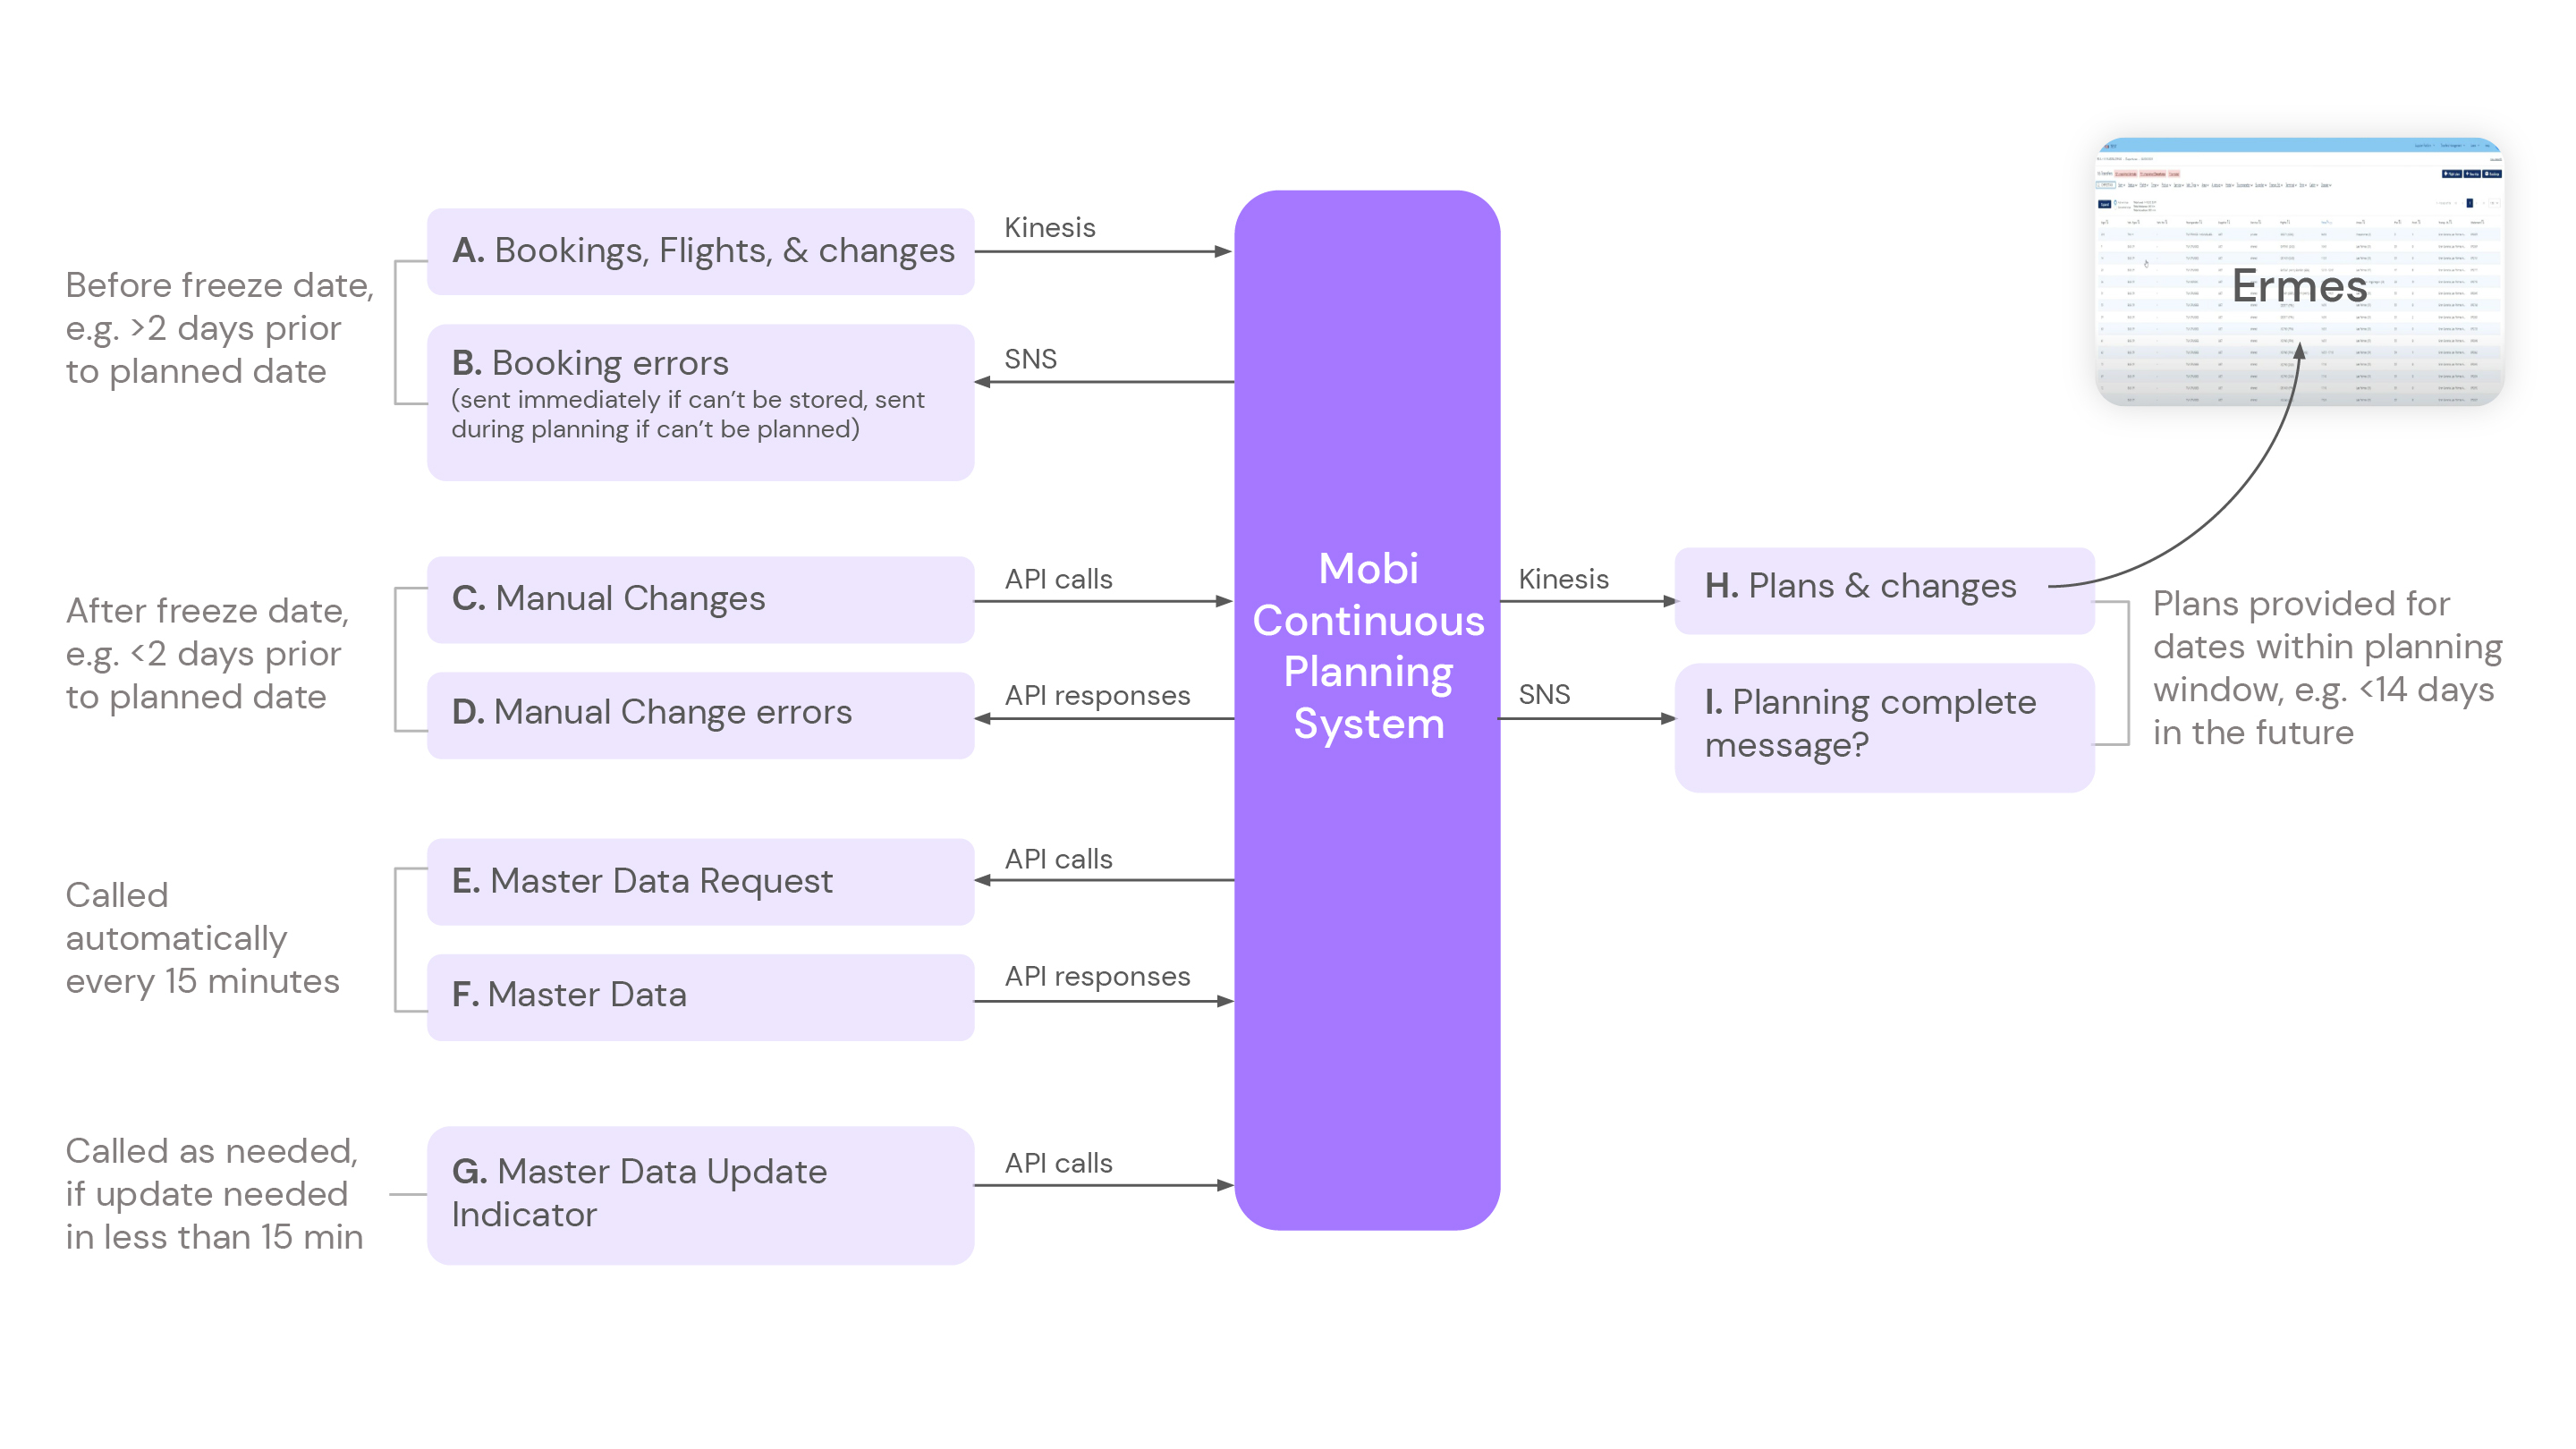 Before freeze date,
e.g. >2 days prior
to planned date
A. Bookings, Flights, & changes
Kinesis
B. Booking errors
(sent immediately if can’t be stored, sent
during planning if can’t be planned)
SNS
After freeze date,
e.g. <2 days prior
to planned date
C. Manual Changes
API calls
D. Manual Change errors
API responses
Called
automatically
every 15 minutes
E. Master Data Request
API calls
F. Master Data
API responses
Called as needed,
if update needed
in less than 15 min
G. Master Data Update
Indicator
API calls
Mobi
Continuous
Planning
System
Kinesis
H. Plans & changes
SNS
I. Planning complete
message?
Plans provided for
dates within planning
window, e.g. <14 days
in the future
Ermes